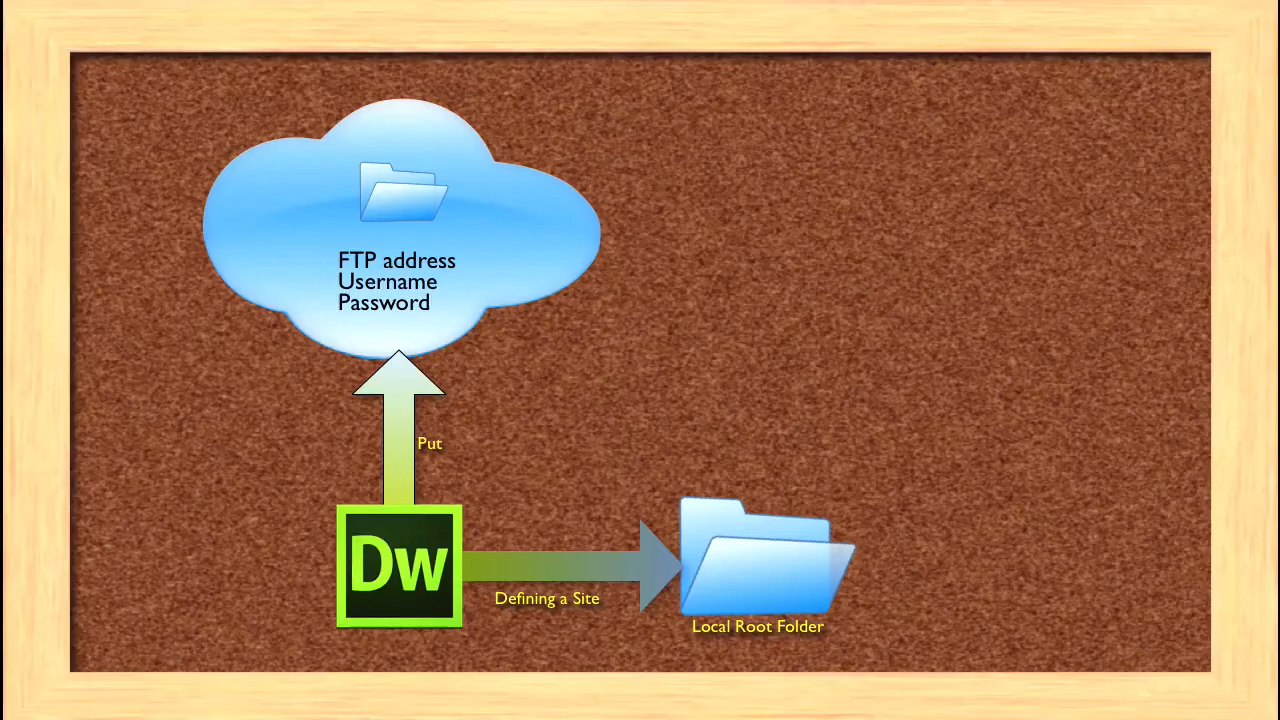 FTP address
Username
Password
Put
Dw
Defining a Site
Local Root Folder